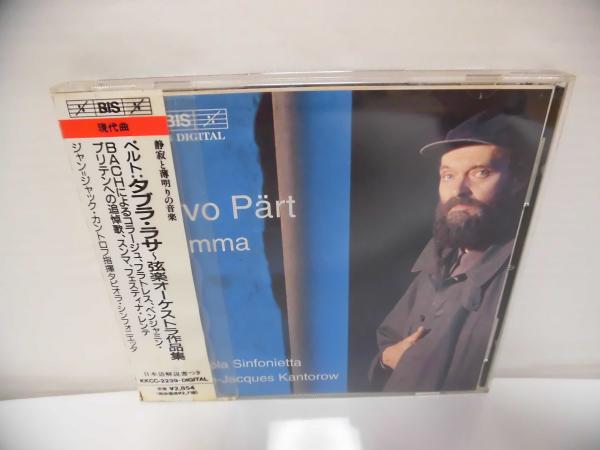 BIS
現代曲
静寂と薄明りの音楽
ペルト:タブラ・ラサ~弦楽オーケストラ作品集
BACHによるコラージュ、フラトレス、ベンジャミン・
ブリテンへの追悼歌、スンマ、フェスティナ・レンテ
ジャン=ジャック・カントロフ指揮タピオラ・シンフォニエッタ
日本語解説書つき
KKCC-2239-DIGITAL
¥2,854
BIS
DIGITAL
vo Pärt
mma
ola Sinfonietta
-Jacques Kantorow